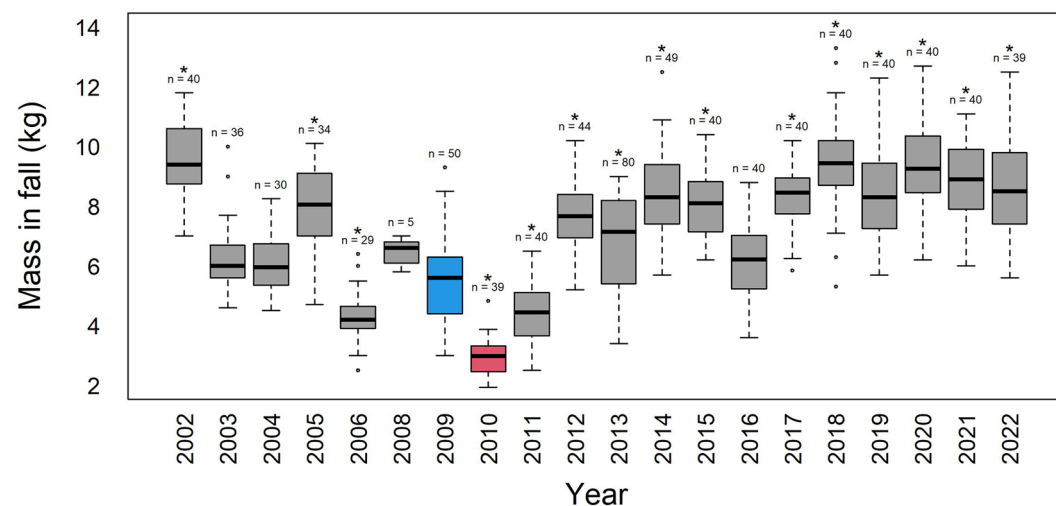 Mass in fall (kg)
14
12
10
8
6
4
2
*
n = 40
n = 36
n = 30
*
n = 34
*
n = 29
n = 5
n = 50
*
n = 39
*
n = 40
*
n = 44
*
n = 80
*
n = 49
*
n = 40
n = 40
*
n = 40
*
n = 40
*
n = 40
*
n = 40
*
n = 40
*
n = 39
2002
2003
2004
2005
2006
2008
2009
2010
2011
2012
2013
2014
2015
2016
2017
2018
2019
2020
2021
2022
Year